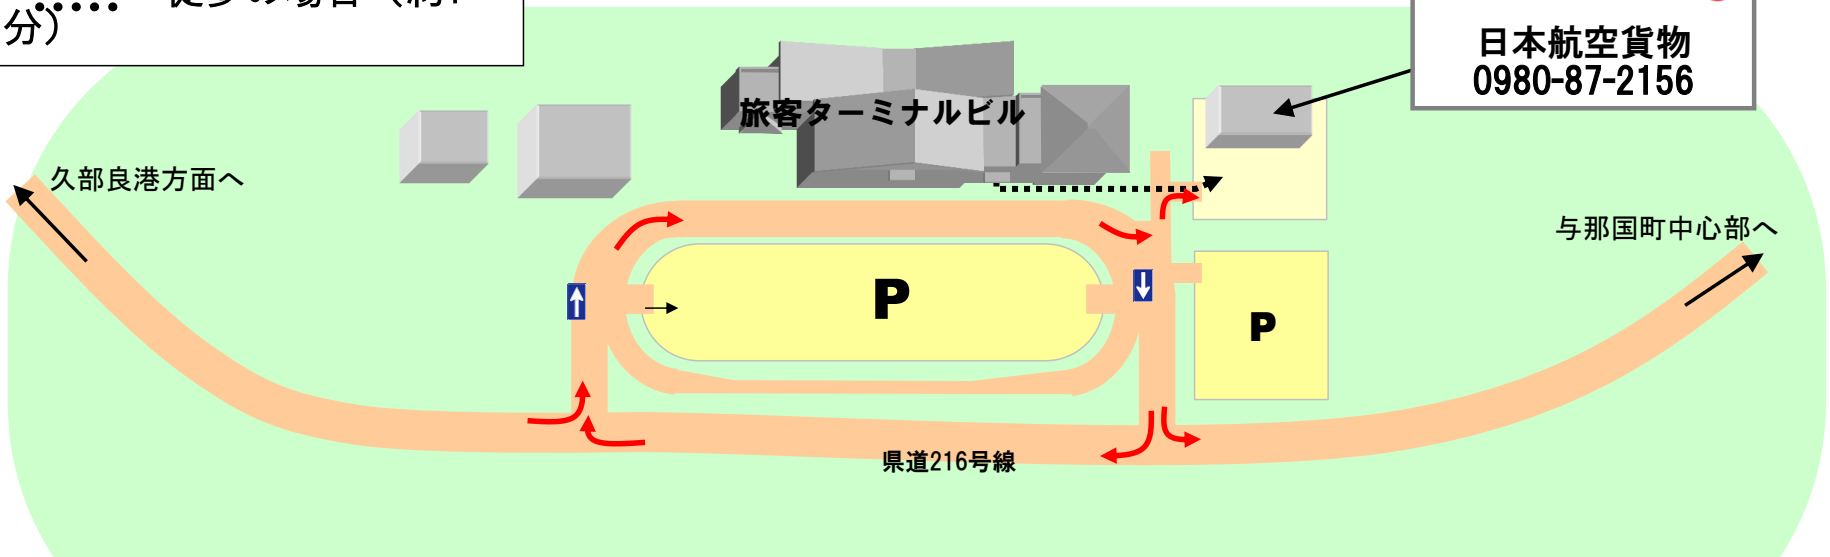 分）
日本航空貨物
0980-87-2156
旅客ターミナルビル
久部良港方面へ
与那国町中心部へ
P
P
県道216号線